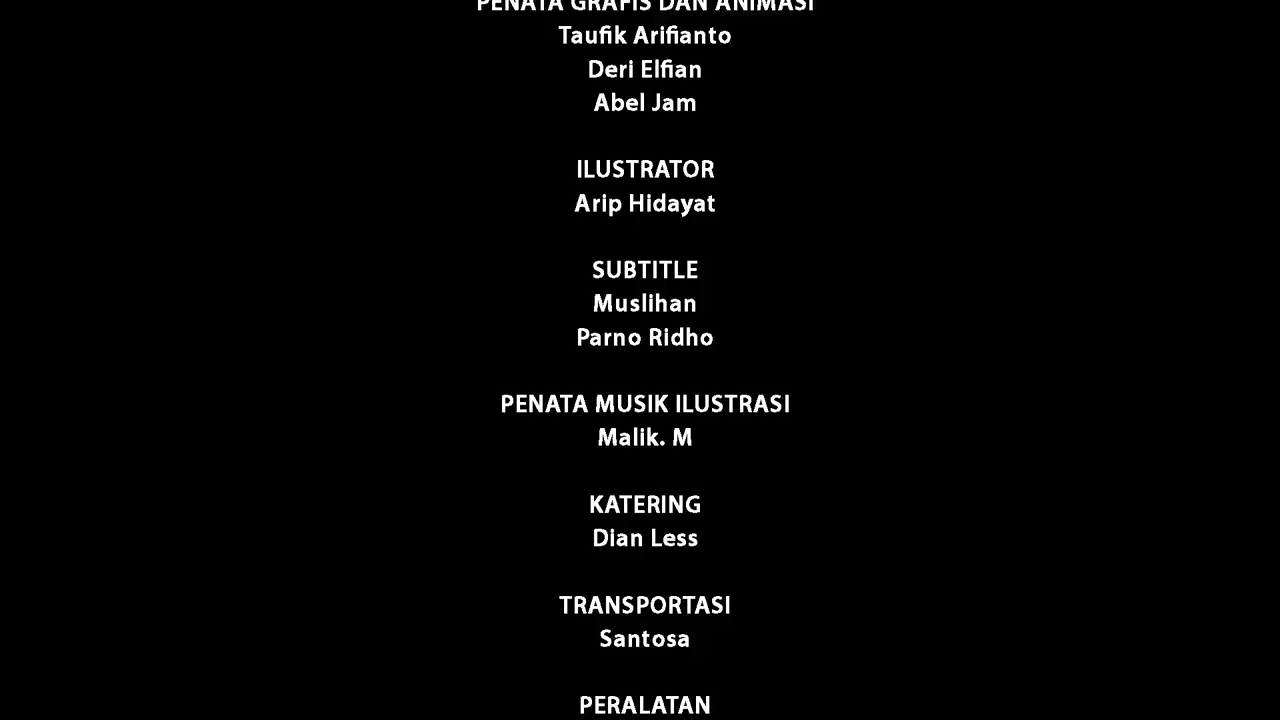 PENATA GRAFIS DAN ANIMASI
Taufik Arifianto
Deri Elfian
Abel Jam
ILUSTRATOR
Arip Hidayat
SUBTITLE
Muslihan
Parno Ridho
PENATA MUSIK ILUSTRASI
Malik. M
KATERING
Dian Less
TRANSPORTASI
Santosa
PERALATAN